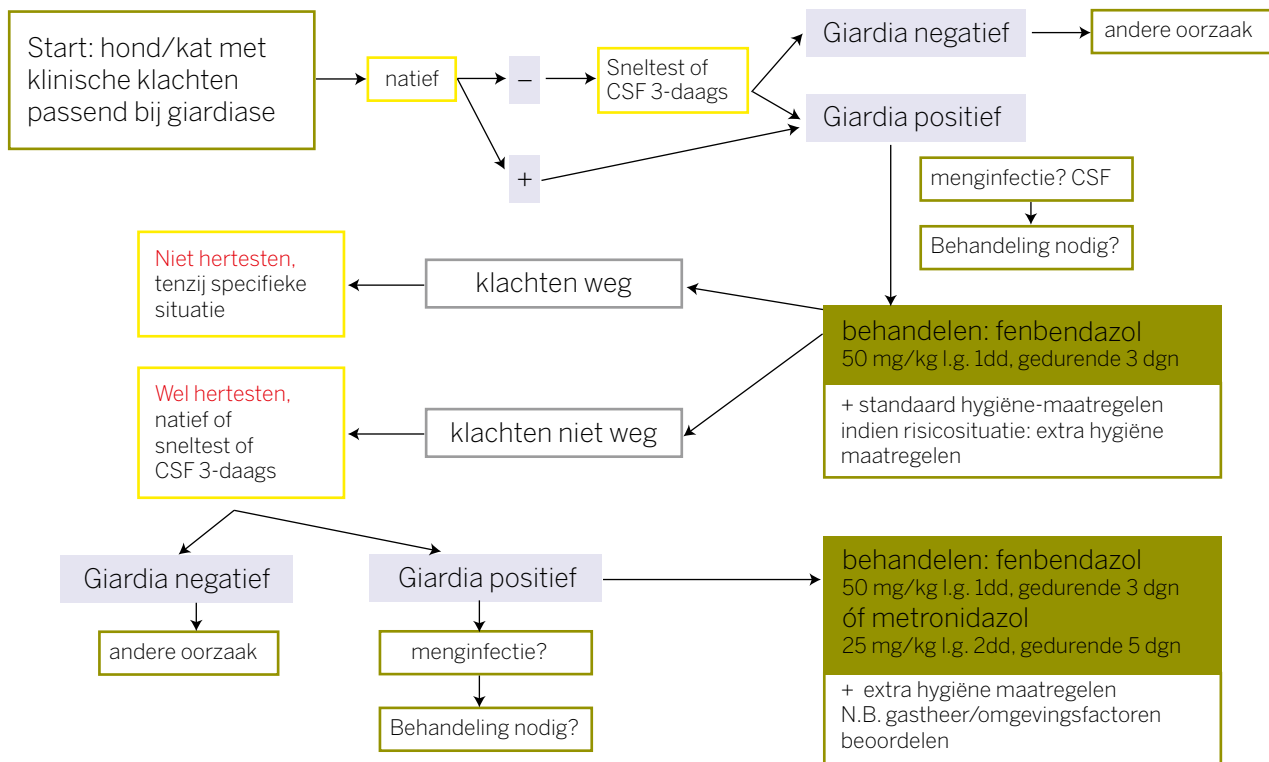 Start: hond/kat met
klinische klachten
passend bij giardiase
natief
–
+
Sneltest of
CSF 3-daags
Giardia negatief
andere oorzaak
Giardia positief
menginfectie? CSF
Behandeling nodig?
behandelen: fenbendazol
50 mg/kg l.g. 1dd, gedurende 3 dgn
+ standaard hygiëne-maatregelen
indien risicosituatie: extra hygiëne
maatregelen
klachten weg
Niet hertesten,
tenzij specifieke
situatie
klachten niet weg
Wel hertesten,
natief of
sneltest of
CSF 3-daags
Giardia negatief
andere oorzaak
Giardia positief
menginfectie?
Behandeling nodig?
behandelen: fenbendazol
50 mg/kg l.g. 1dd, gedurende 3 dgn
óf metronidazol
25 mg/kg l.g. 2dd, gedurende 5 dgn
+ extra hygiëne maatregelen
N.B. gastheer/omgevingsfactoren
beoordelen